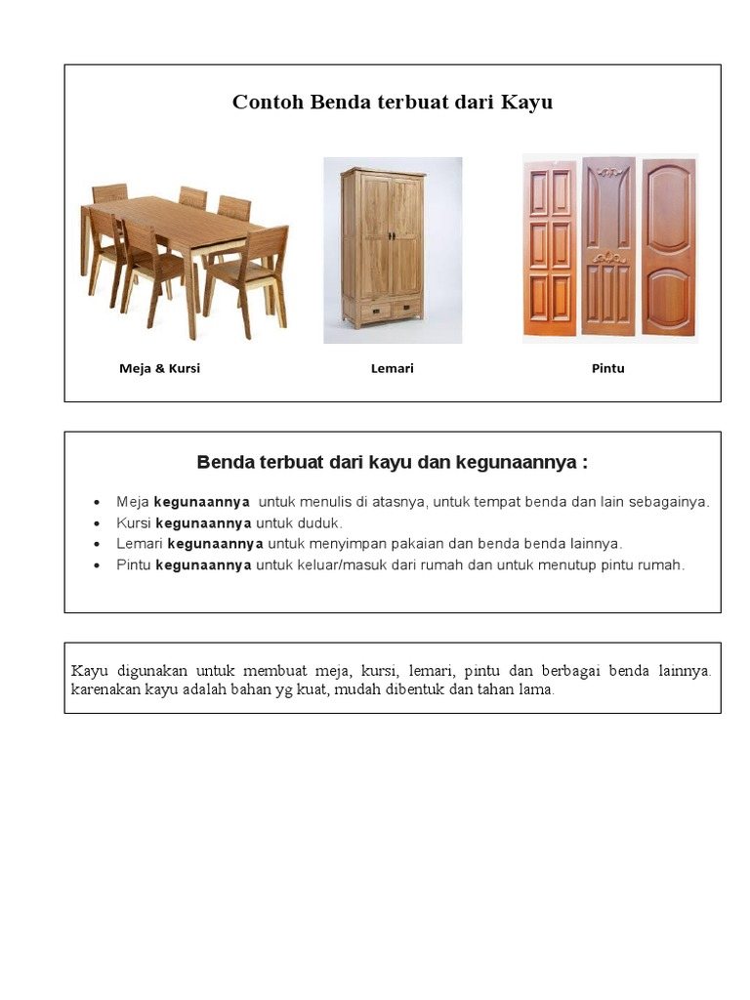 Contoh Benda terbuat dari Kayu
Meja & Kursi
Lemari
Pintu
Benda terbuat dari kayu dan kegunaannya :
• Meja kegunaannya untuk menulis di atasnya, untuk tempat benda dan lain sebagainya.
• Kursi kegunaannya untuk duduk.
• Lemari kegunaannya untuk menyimpan pakaian dan benda benda lainnya.
• Pintu kegunaannya untuk keluar/masuk dari rumah dan untuk menutup pintu rumah.
Kayu digunakan untuk membuat meja, kursi, lemari, pintu dan berbagai benda lainnya.
karenakan kayu adalah bahan yg kuat, mudah dibentuk dan tahan lama.